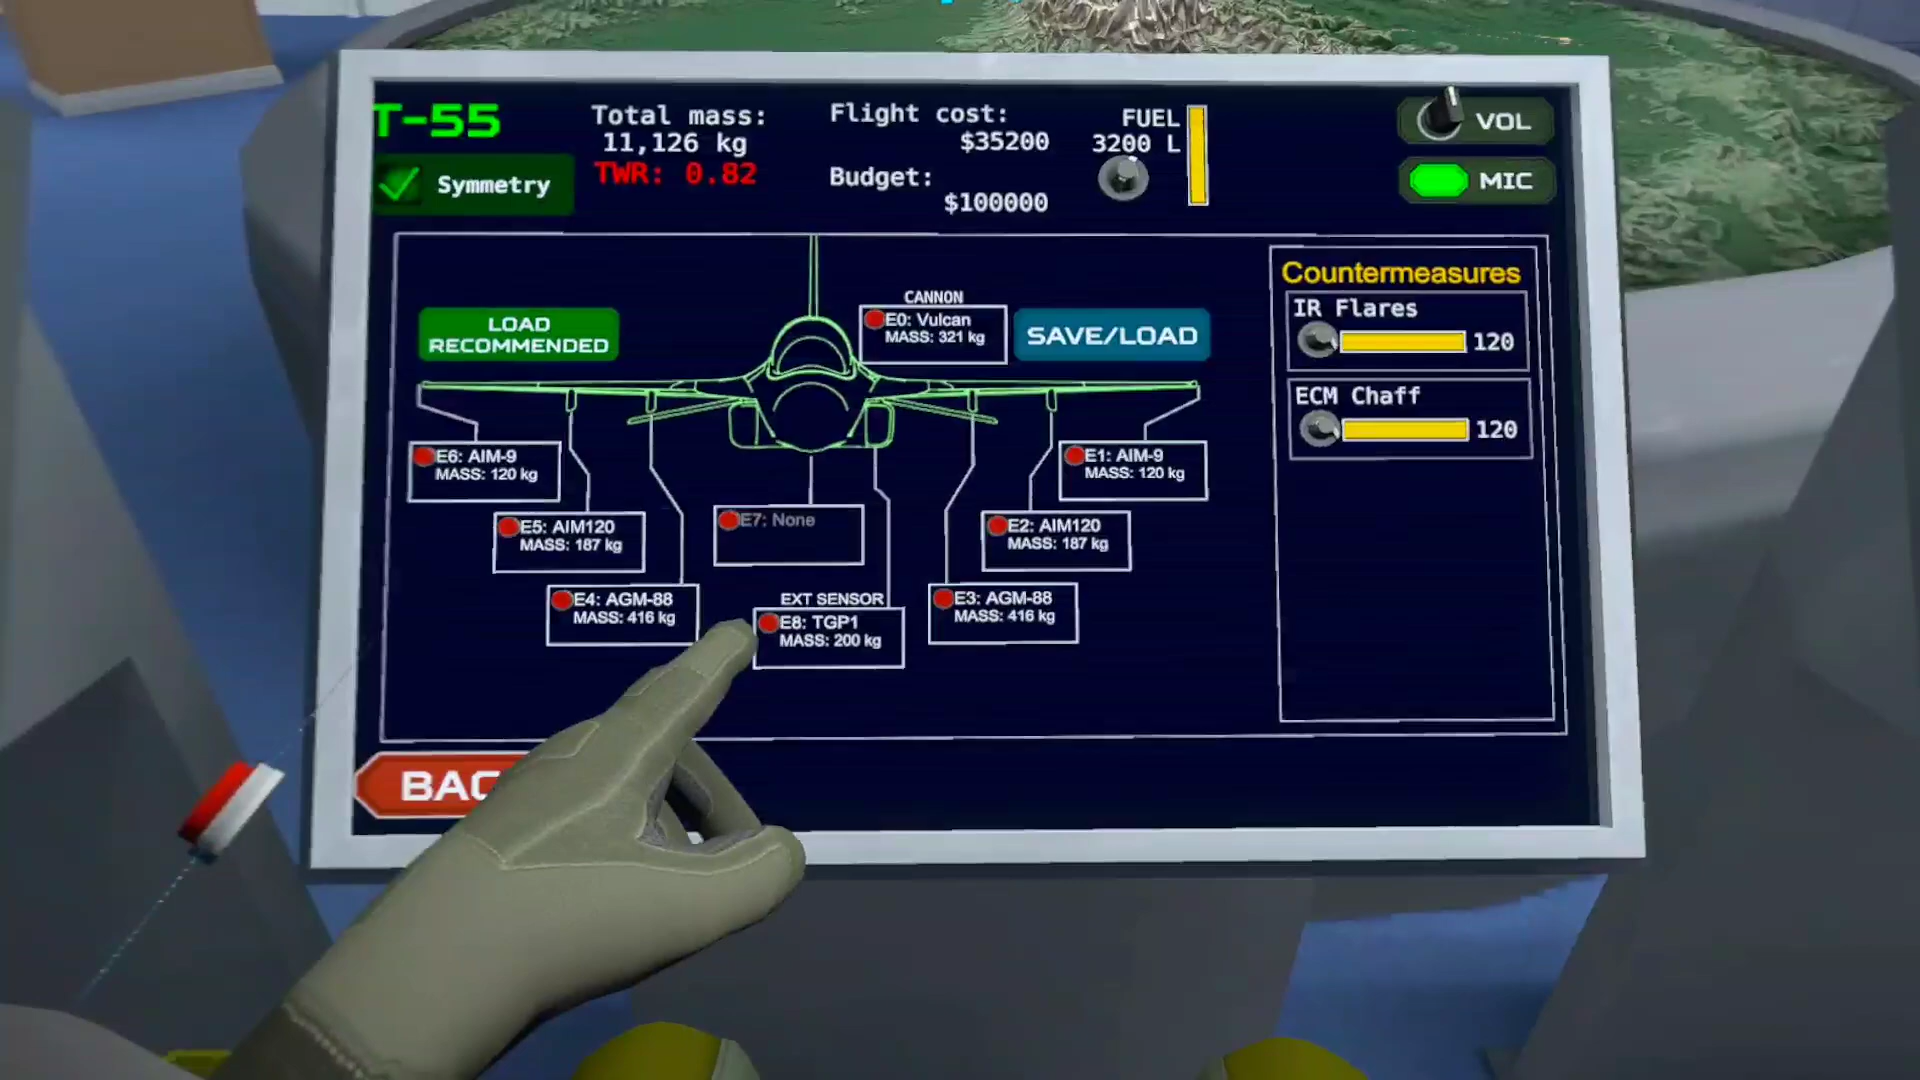 T-55
Symmetry
Total mass:
11,126 kg
TWR: 0.82
Flight cost:
$35200
Budget:
$100000
FUEL
3200 L
VOL
MIC
LOAD
RECOMMENDED
CANNON
E0: Vulcan
MASS: 321 kg
SAVE/LOAD
Countermeasures
IR Flares
120
ECM Chaff
120
E6: AIM-9
MASS: 120 kg
E1: AIM-9
MASS: 120 kg
E5: AIM120
MASS: 187 kg
E7: None
E2: AIM120
MASS: 187 kg
E4: AGM-88
MASS: 416 kg
EXT SENSOR
E8: TGP1
MASS: 200 kg
E3: AGM-88
MASS: 416 kg
BAC